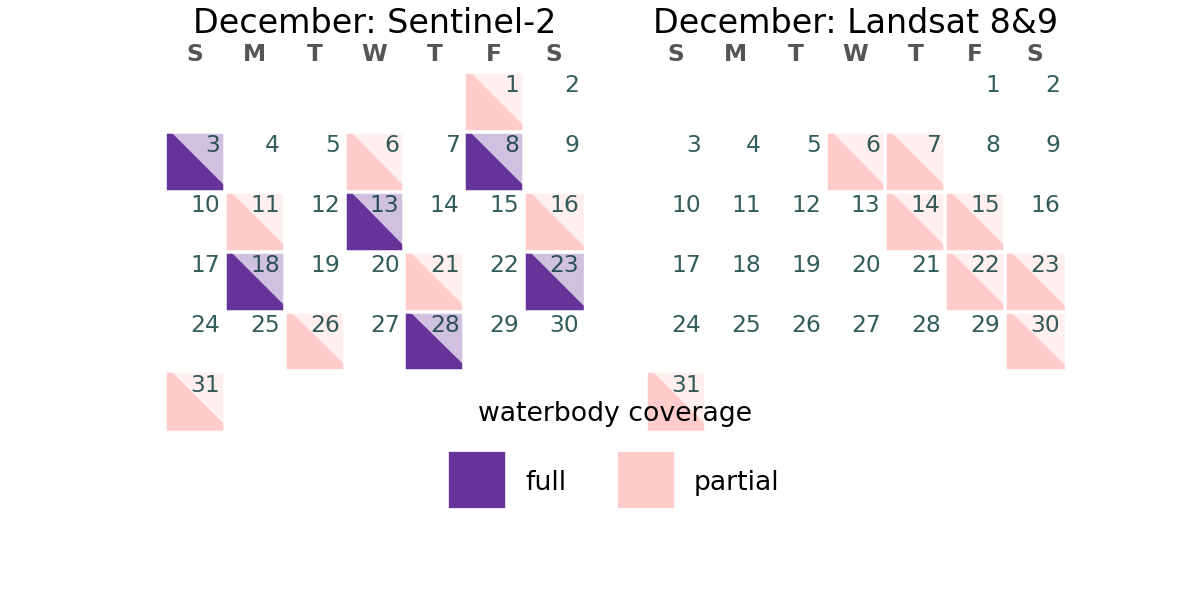 December: Sentinel-2
S M T W T F S
1 2
3 4 5 6 7 8 9
10 11 12 13 14 15 16
17 18 19 20 21 22 23
24 25 26 27 28 29 30
31
December: Landsat 8&9
S M T W T F S
1 2
3 4 5 6 7 8 9
10 11 12 13 14 15 16
17 18 19 20 21 22 23
24 25 26 27 28 29 30
31
waterbody coverage
full partial